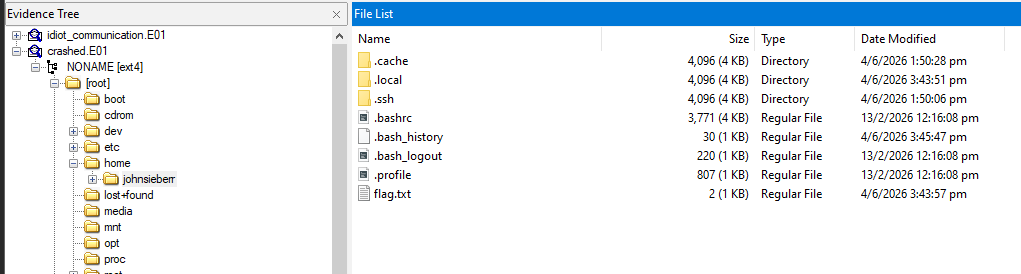 Evidence Tree
idiot_communication.E01
crashed.E01
NONAME [ext4]
[root]
boot
cdrom
dev
etc
home
johnsieberr
lost+found
media
mnt
opt
proc
File List
Name Size Type Date Modified
.cache 4,096 (4 KB) Directory 4/6/2026 1:50:28 pm
.local 4,096 (4 KB) Directory 4/6/2026 3:43:51 pm
.ssh 4,096 (4 KB) Directory 4/6/2026 1:50:06 pm
.bashrc 3,771 (4 KB) Regular File 13/2/2026 12:16:08 pm
.bash_history 30 (1 KB) Regular File 4/6/2026 3:45:47 pm
.bash_logout 220 (1 KB) Regular File 13/2/2026 12:16:08 pm
.profile 807 (1 KB) Regular File 13/2/2026 12:16:08 pm
flag.txt 2 (1 KB) Regular File 4/6/2026 3:43:57 pm